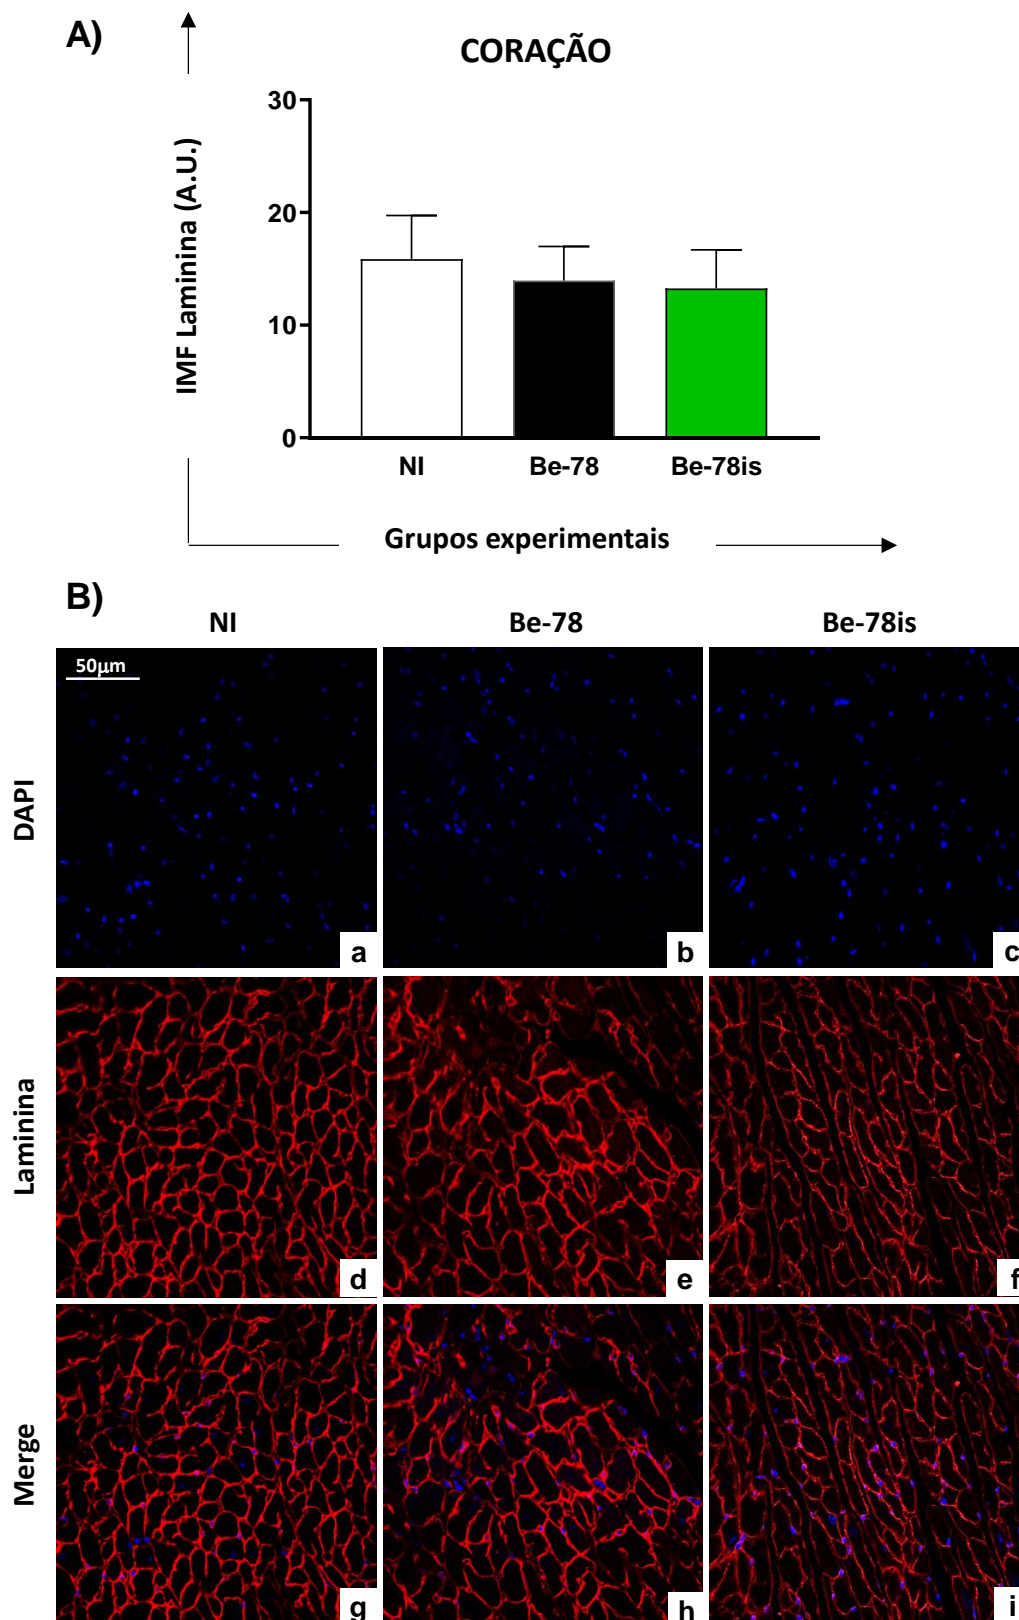 A)
CORAÇÃO
IMF Laminina (A.U.)
30
20
10
0
NI Be-78 Be-78is
Grupos experimentais
B)
NI Be-78 Be-78is
50µm
DAPI
a b c
Laminina
d e f
Merge
g h i